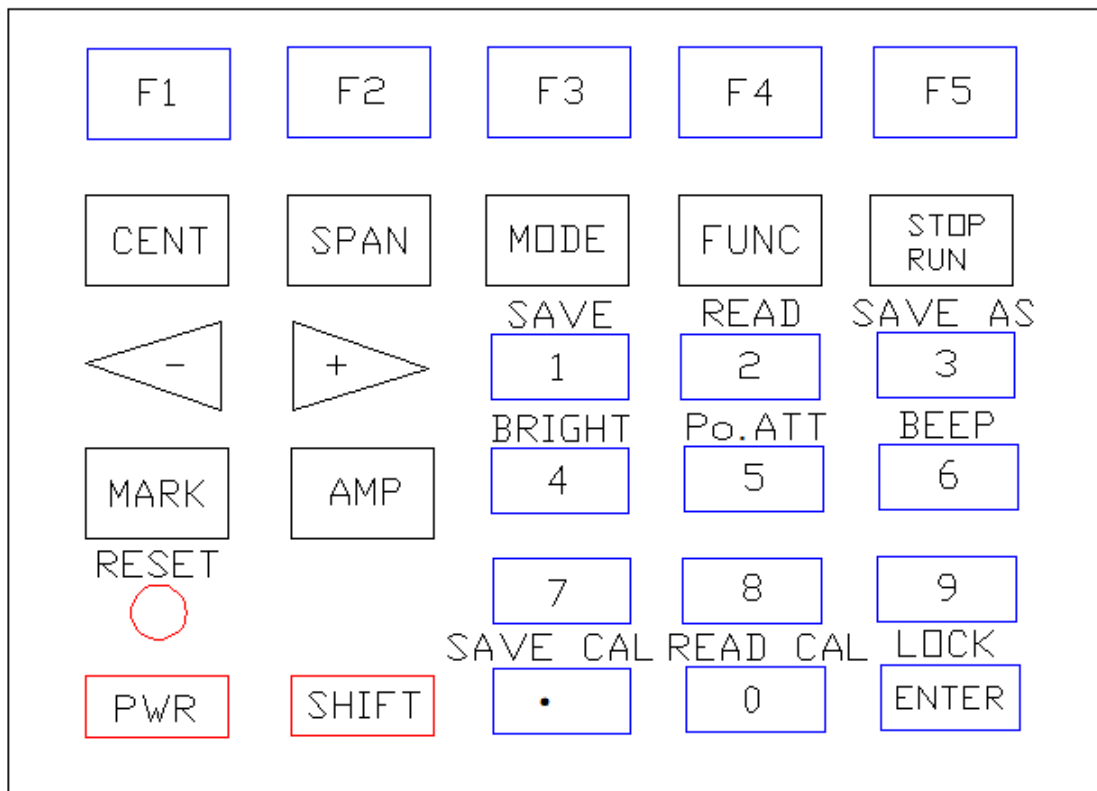 F1 F2 F3 F4 F5
CENT SPAN MODE FUNC STOP
RUN
SAVE READ SAVE AS
- + 1 2 3
BRIGHT Po.ATT BEEP
MARK AMP 4 5 6
RESET
7 8 9
SAVE CAL READ CAL LOCK
PWR SHIFT . 0 ENTER